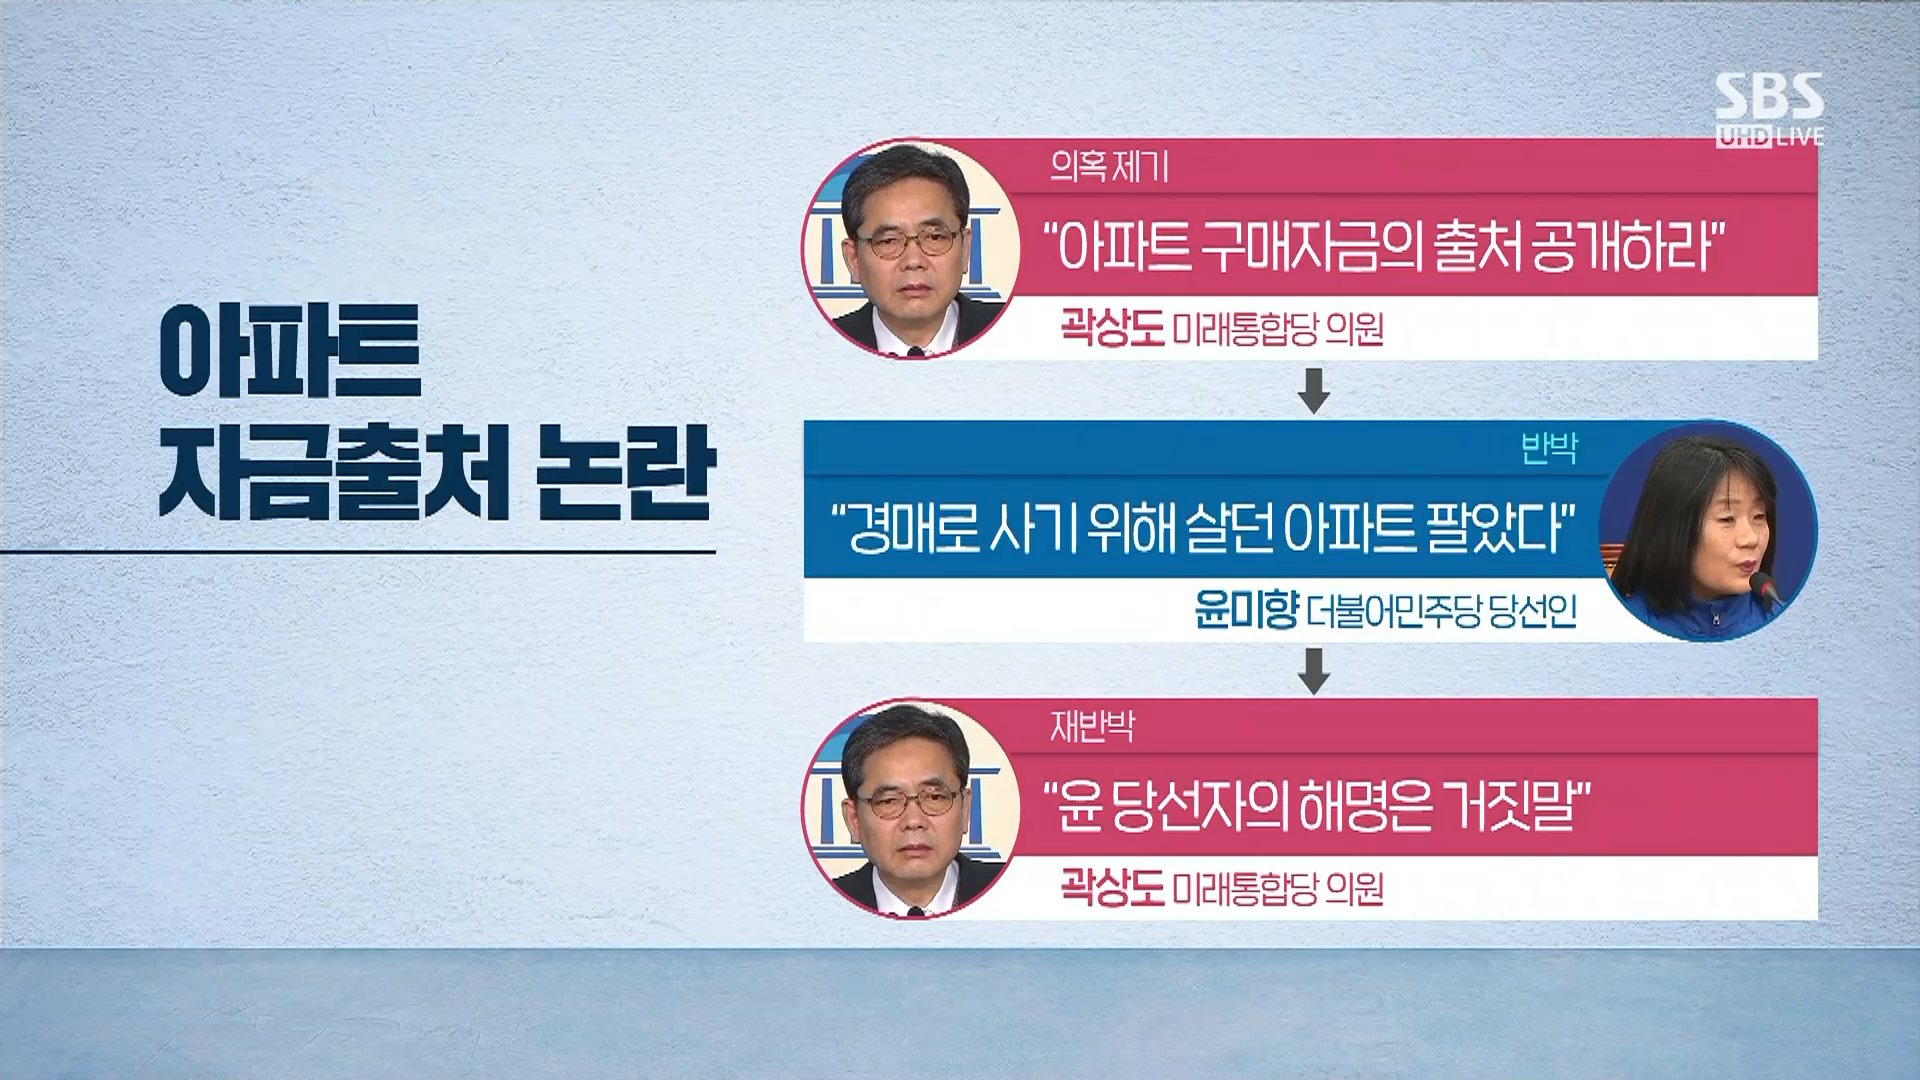 SBS
UHD LIVE
아파트
자금출처 논란
의혹 제기
“아파트 구매자금의 출처 공개하라”
곽상도 미래통합당 의원
반박
“경매로 사기 위해 살던 아파트 팔았다”
윤미향 더불어민주당 당선인
재반박
“윤 당선자의 해명은 거짓말”
곽상도 미래통합당 의원